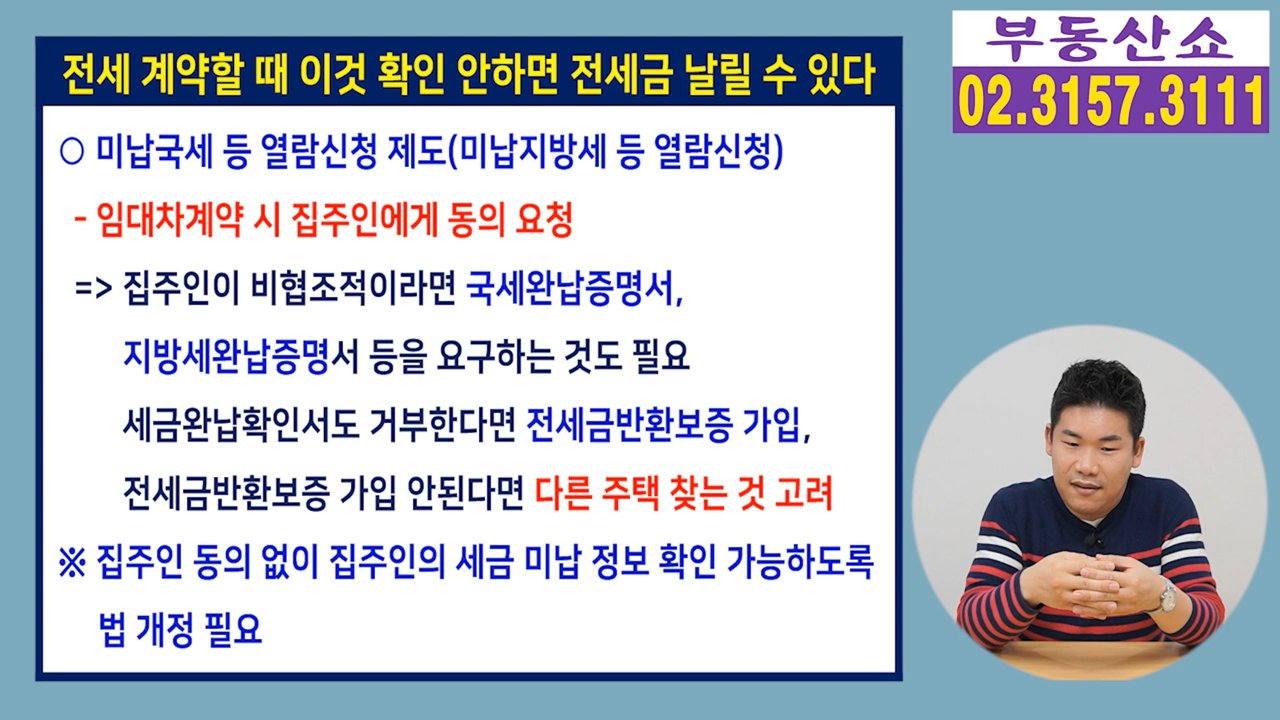 전세 계약할 때 이것 확인 안하면 전세금 날릴 수 있다
○ 미납국세 등 열람신청 제도(미납지방세 등 열람신청)
- 임대차계약 시 집주인에게 동의 요청
=> 집주인이 비협조적이라면 국세완납증명서,
지방세완납증명서 등을 요구하는 것도 필요
세금완납확인서도 거부한다면 전세금반환보증 가입,
전세금반환보증 가입 안된다면 다른 주택 찾는 것 고려
※ 집주인 동의 없이 집주인의 세금 미납 정보 확인 가능하도록
법 개정 필요
부동산쇼
02.3157.3111